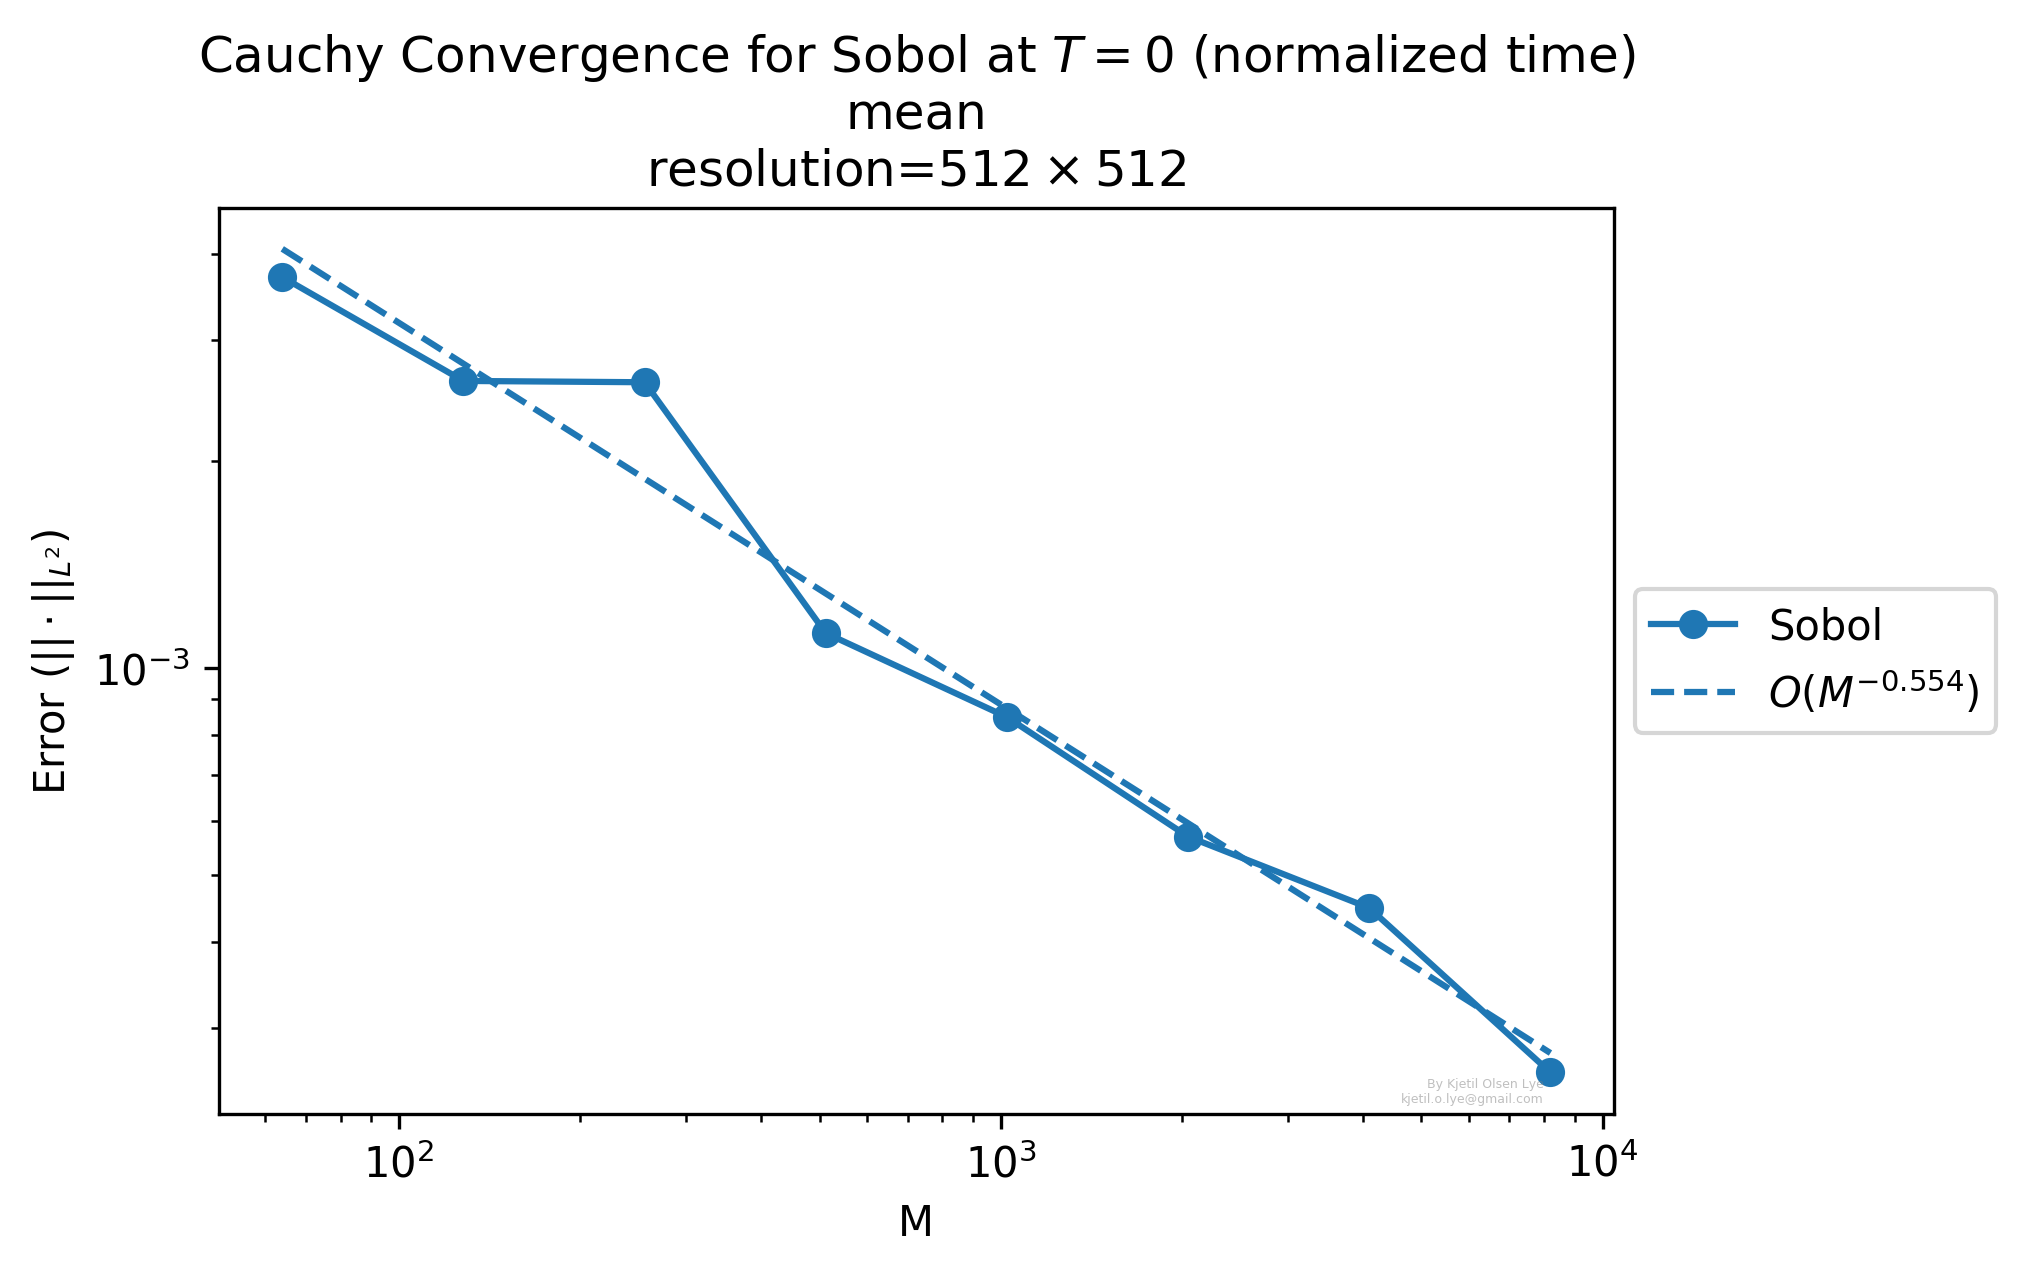 Cauchy Convergence for Sobol at T = 0 (normalized time)
mean
resolution=512 × 512
Error (|| · ||_{L^2})
10^{-3}
Sobol
O(M^{-0.554})
By Kjetil Olsen Lye
kjetil.o.lye@gmail.com
10^2
10^3
10^4
M